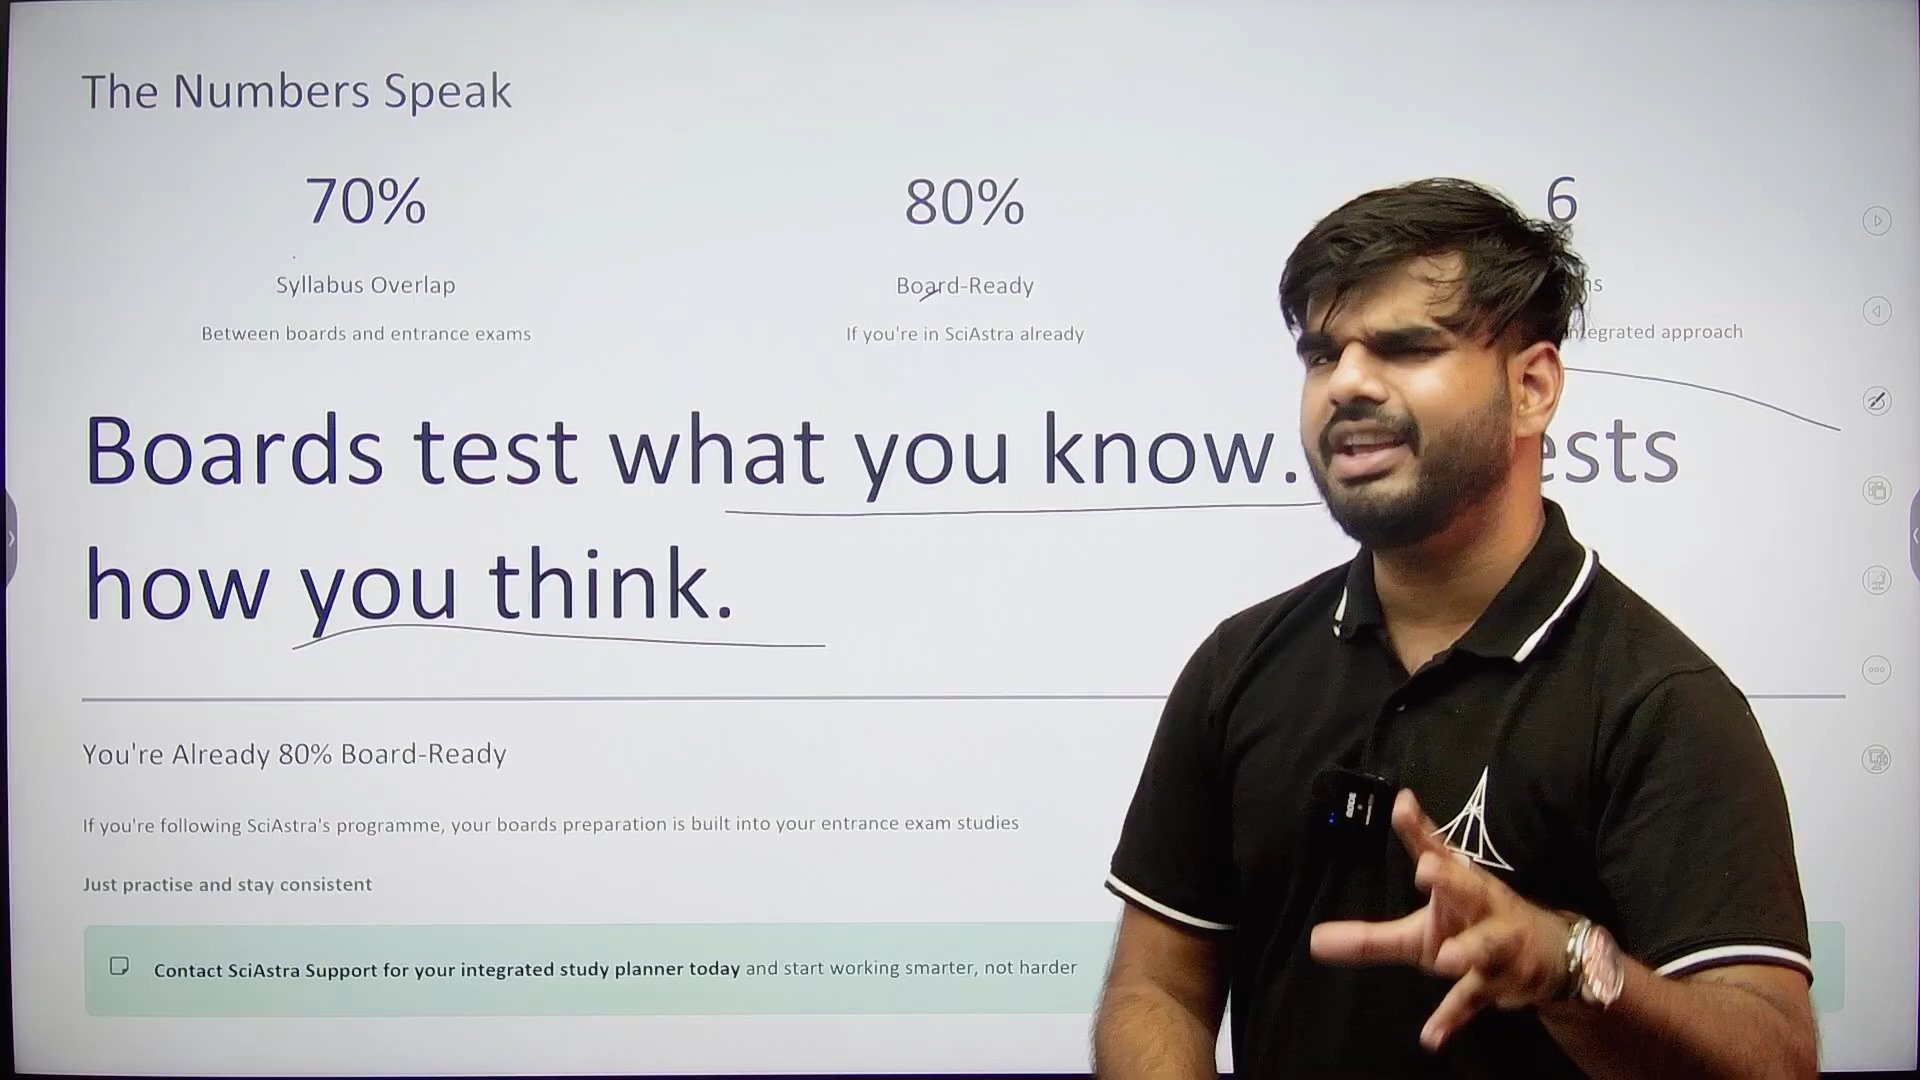 The Numbers Speak
70%
80%
6
Syllabus Overlap
Board-Ready
Between boards and entrance exams
If you're in SciAstra already
integrated approach
Boards test what you know.
how you think.
You're Already 80% Board-Ready
If you're following SciAstra's programme, your boards preparation is built into your entrance exam studies
Just practise and stay consistent
Contact SciAstra Support for your integrated study planner today and start working smarter, not harder
RODE